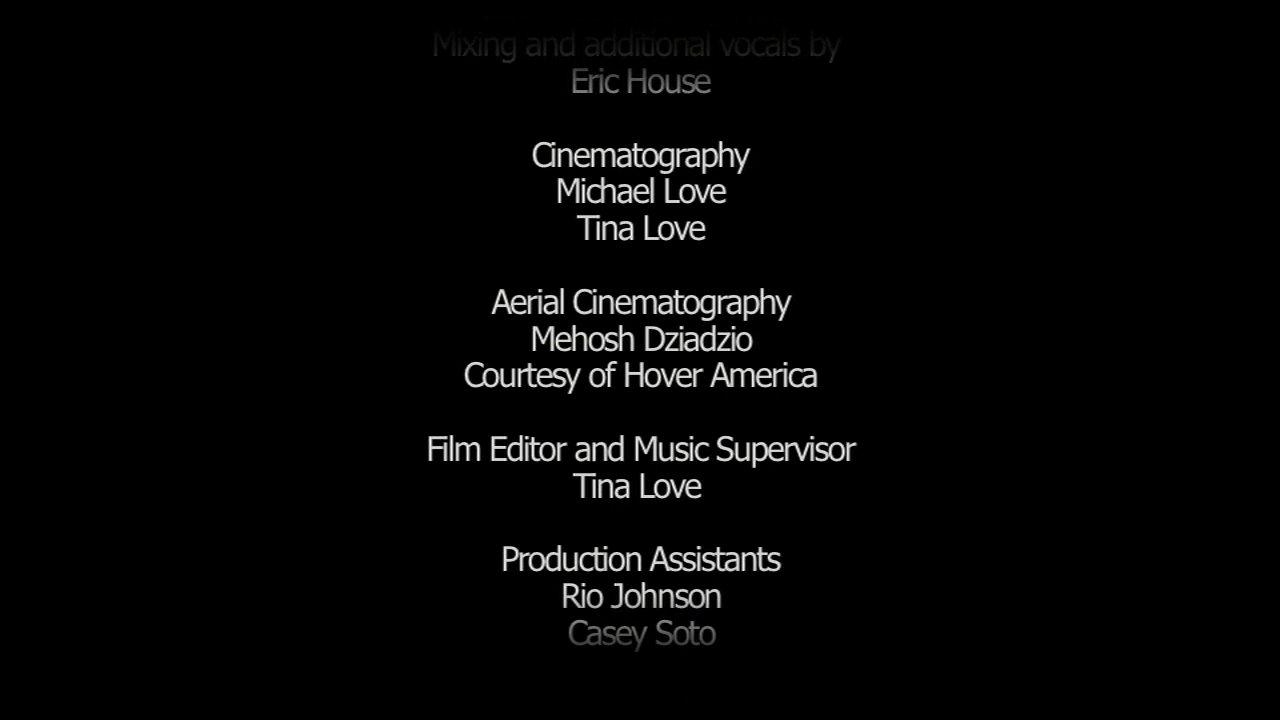 Mixing and additional vocals by
Eric House
Cinematography
Michael Love
Tina Love
Aerial Cinematography
Mehosh Dziadzio
Courtesy of Hover America
Film Editor and Music Supervisor
Tina Love
Production Assistants
Rio Johnson
Casey Soto